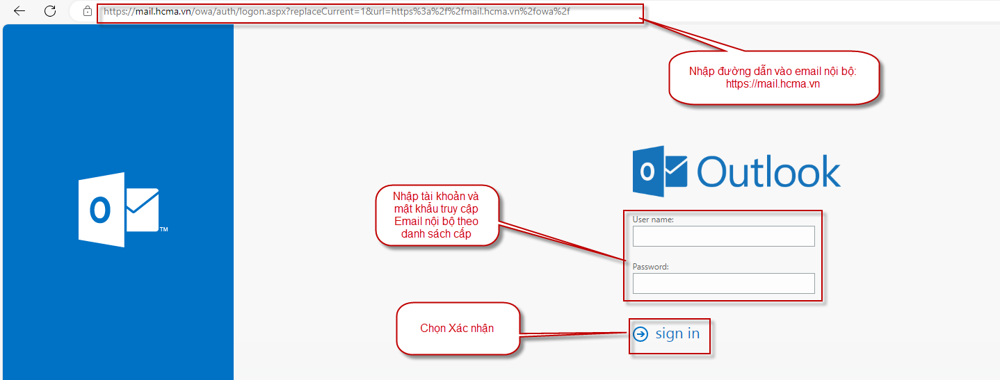 https://mail.hcma.vn/owa/auth/logon.aspx?replaceCurrent=1&url=https%3a%2f%2fmail.hcma.vn%2fowa%2f
Nhập đường dẫn vào email nội bộ:
https://mail.hcma.vn
Outlook
TM
Nhập tài khoản và
mật khẩu truy cập
Email nội bộ theo
danh sách cấp
User name:
Password:
Chọn Xác nhận
sign in